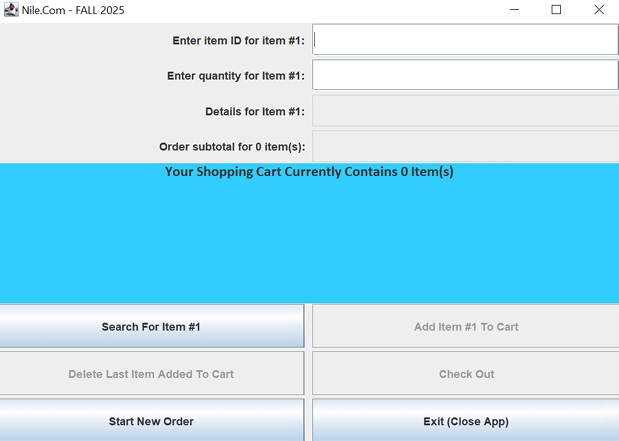 Nile.Com - FALL 2025
Enter item ID for item #1:
Enter quantity for Item #1:
Details for Item #1:
Order subtotal for 0 item(s):
Your Shopping Cart Currently Contains 0 Item(s)
Search For Item #1
Add Item #1 To Cart
Delete Last Item Added To Cart
Check Out
Start New Order
Exit (Close App)